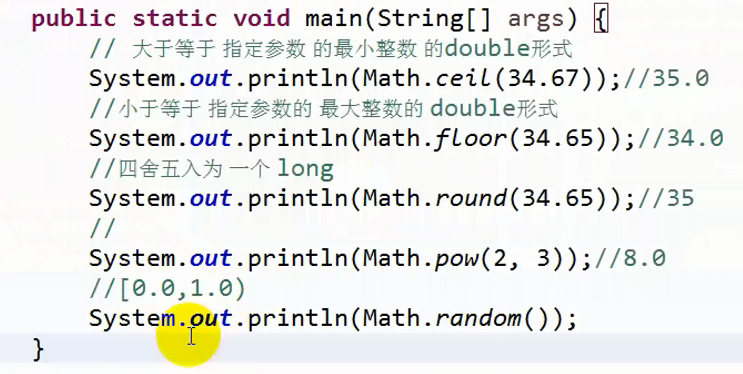 public static void main(String[] args) {
// 大于等于 指定参数 的最小整数 的double形式
System.out.println(Math.ceil(34.67));//35.0
//小于等于 指定参数的 最大整数的 double形式
System.out.println(Math.floor(34.65));//34.0
//四舍五入为 一个 long
System.out.println(Math.round(34.65));//35
//
System.out.println(Math.pow(2, 3));//8.0
//[0.0,1.0)
System.out.println(Math.random());
}